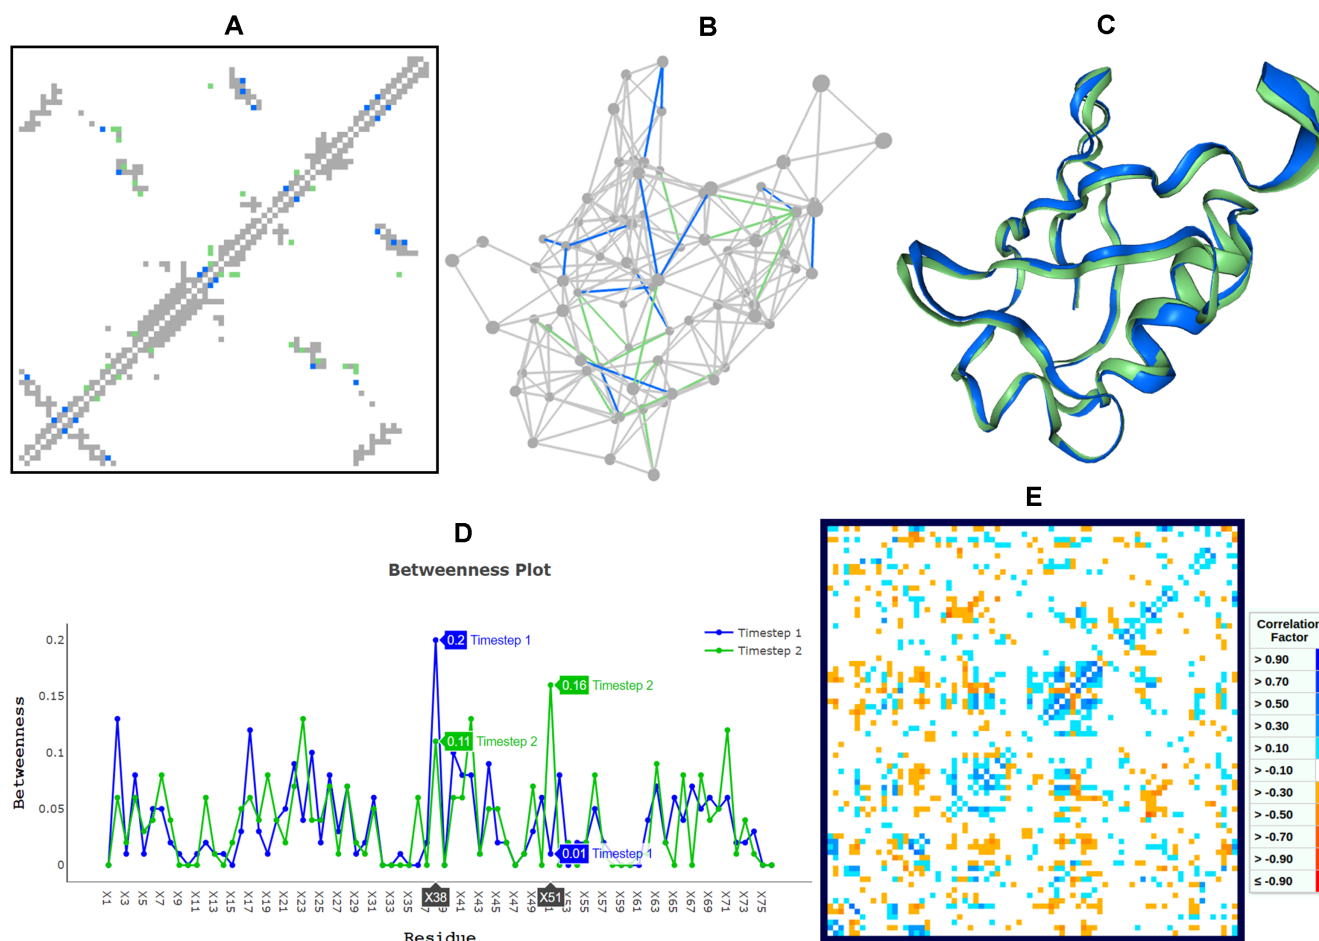 A
B
C
D
E
Betweenness Plot
Betweenness
0.2
0.15
0.1
0.05
0
0.2 Timestep 1
0.11 Timestep 2
0.16 Timestep 2
0.01 Timestep 1
Timestep 1
Timestep 2
X1 X3 X5 X7 X9 X11 X13 X15 X17 X19 X21 X23 X25 X27 X29 X31 X33 X35 X38 X41 X43 X45 X47 X49 X51 X55 X57 X59 X61 X63 X65 X67 X69 X71 X73 X75
Residue
Correlation
Factor
> 0.90
> 0.70
> 0.50
> 0.30
> 0.10
> -0.10
> -0.30
> -0.50
> -0.70
> -0.90
≤ -0.90